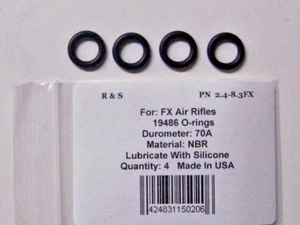 R & S PN 2.4-8.3FX
For: FX Air Rifles
19486 O-rings
Durometer: 70A
Material: NBR
Lubricate With Silicone
Quantity: 4 Made In USA
424631150206